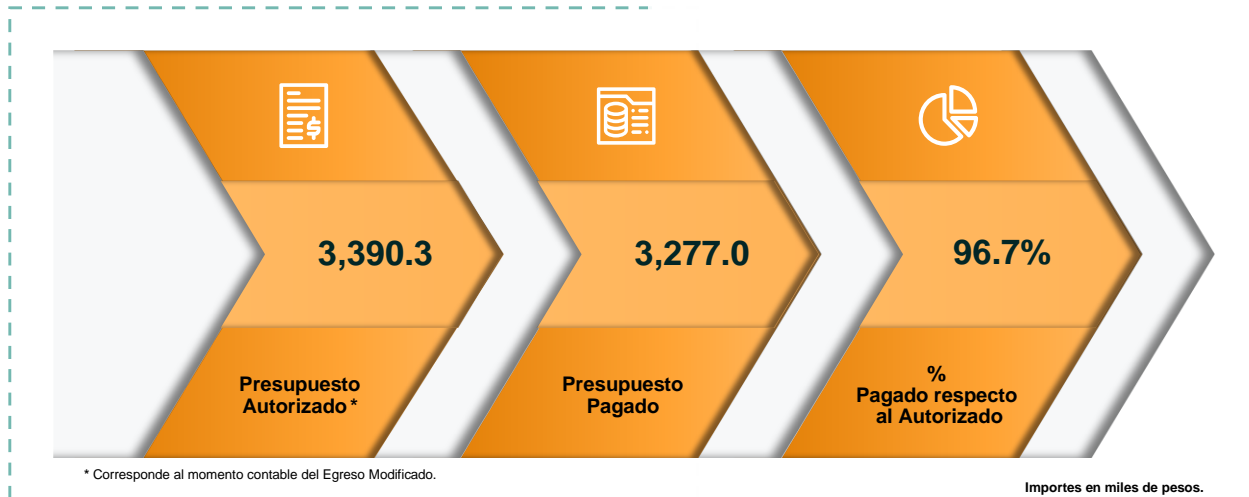 3,390.3
3,277.0
96.7%
Presupuesto
Autorizado *
Presupuesto
Pagado
%
Pagado respecto
al Autorizado
* Corresponde al momento contable del Egreso Modificado.
Importes en miles de pesos.